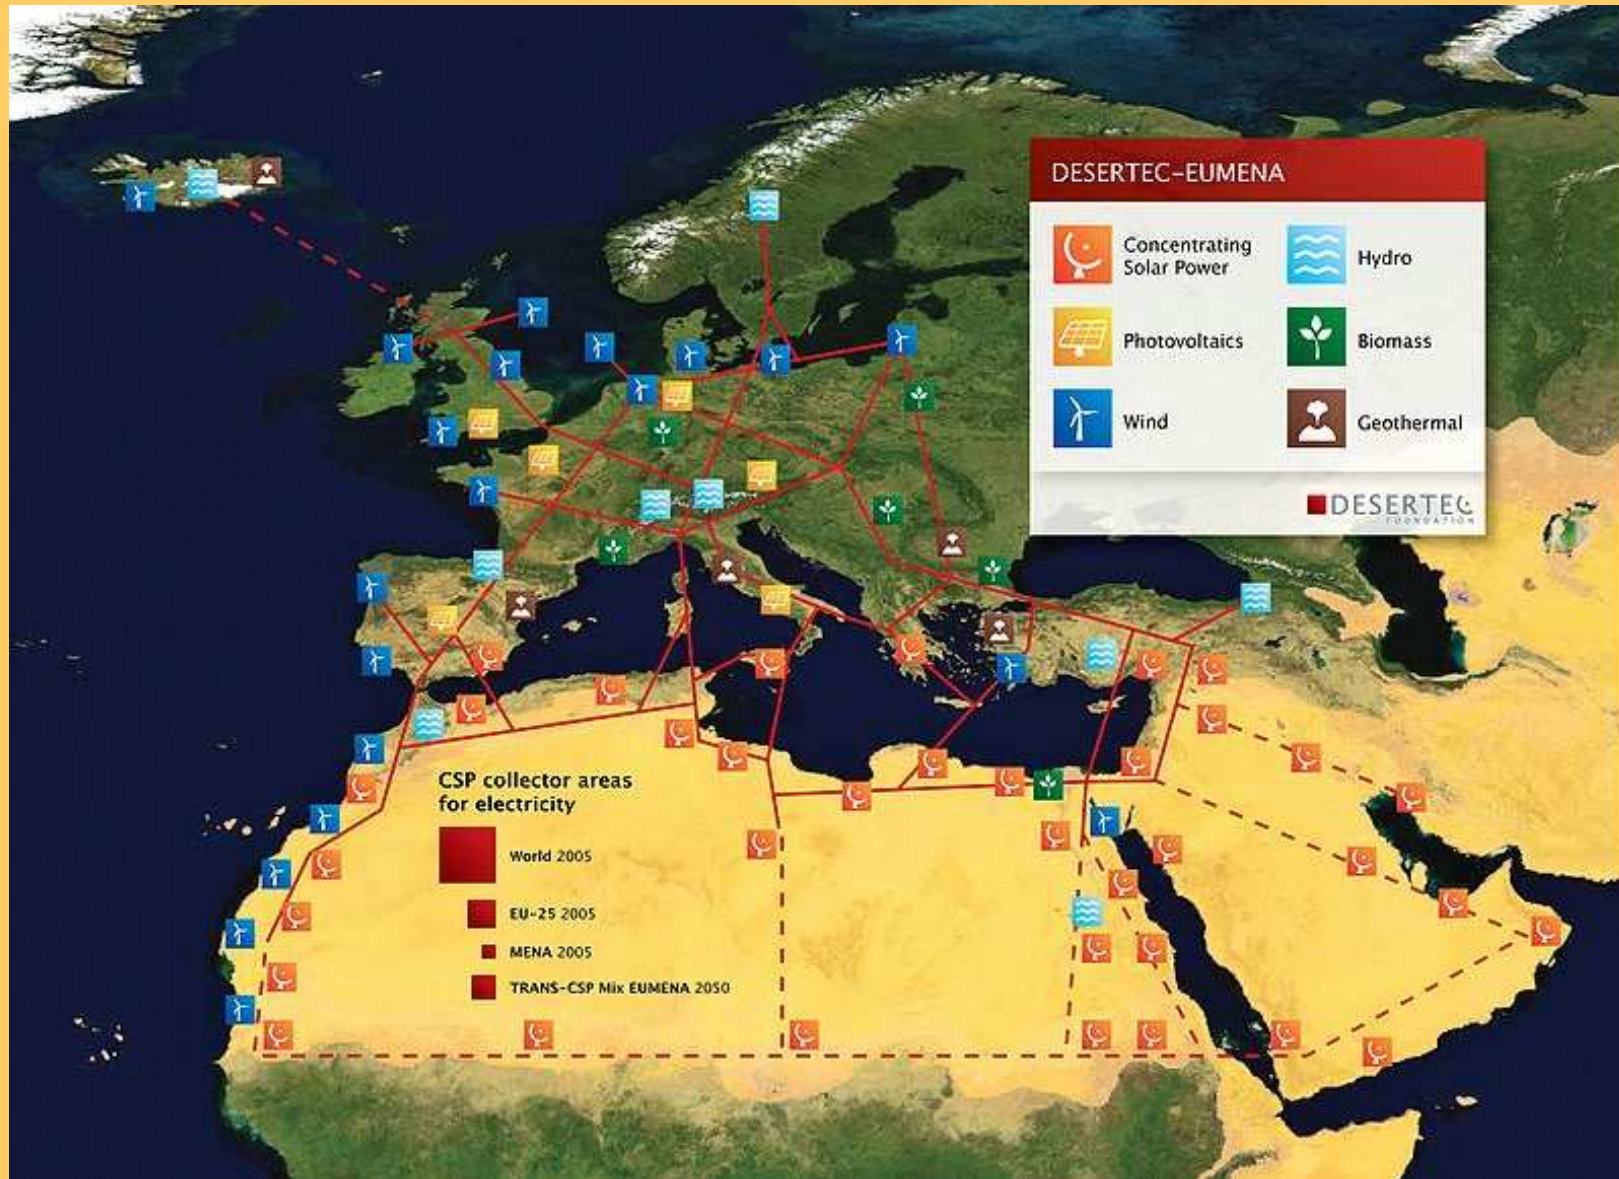 DESERTEC-EUMENA
Concentrating
Solar Power
Hydro
Photovoltaics
Biomass
Wind
Geothermal
DESERTEC
FOUNDATION
CSP collector areas
for electricity
World 2005
EU-25 2005
MENA 2005
TRANS-CSP Mix EUMENA 2050